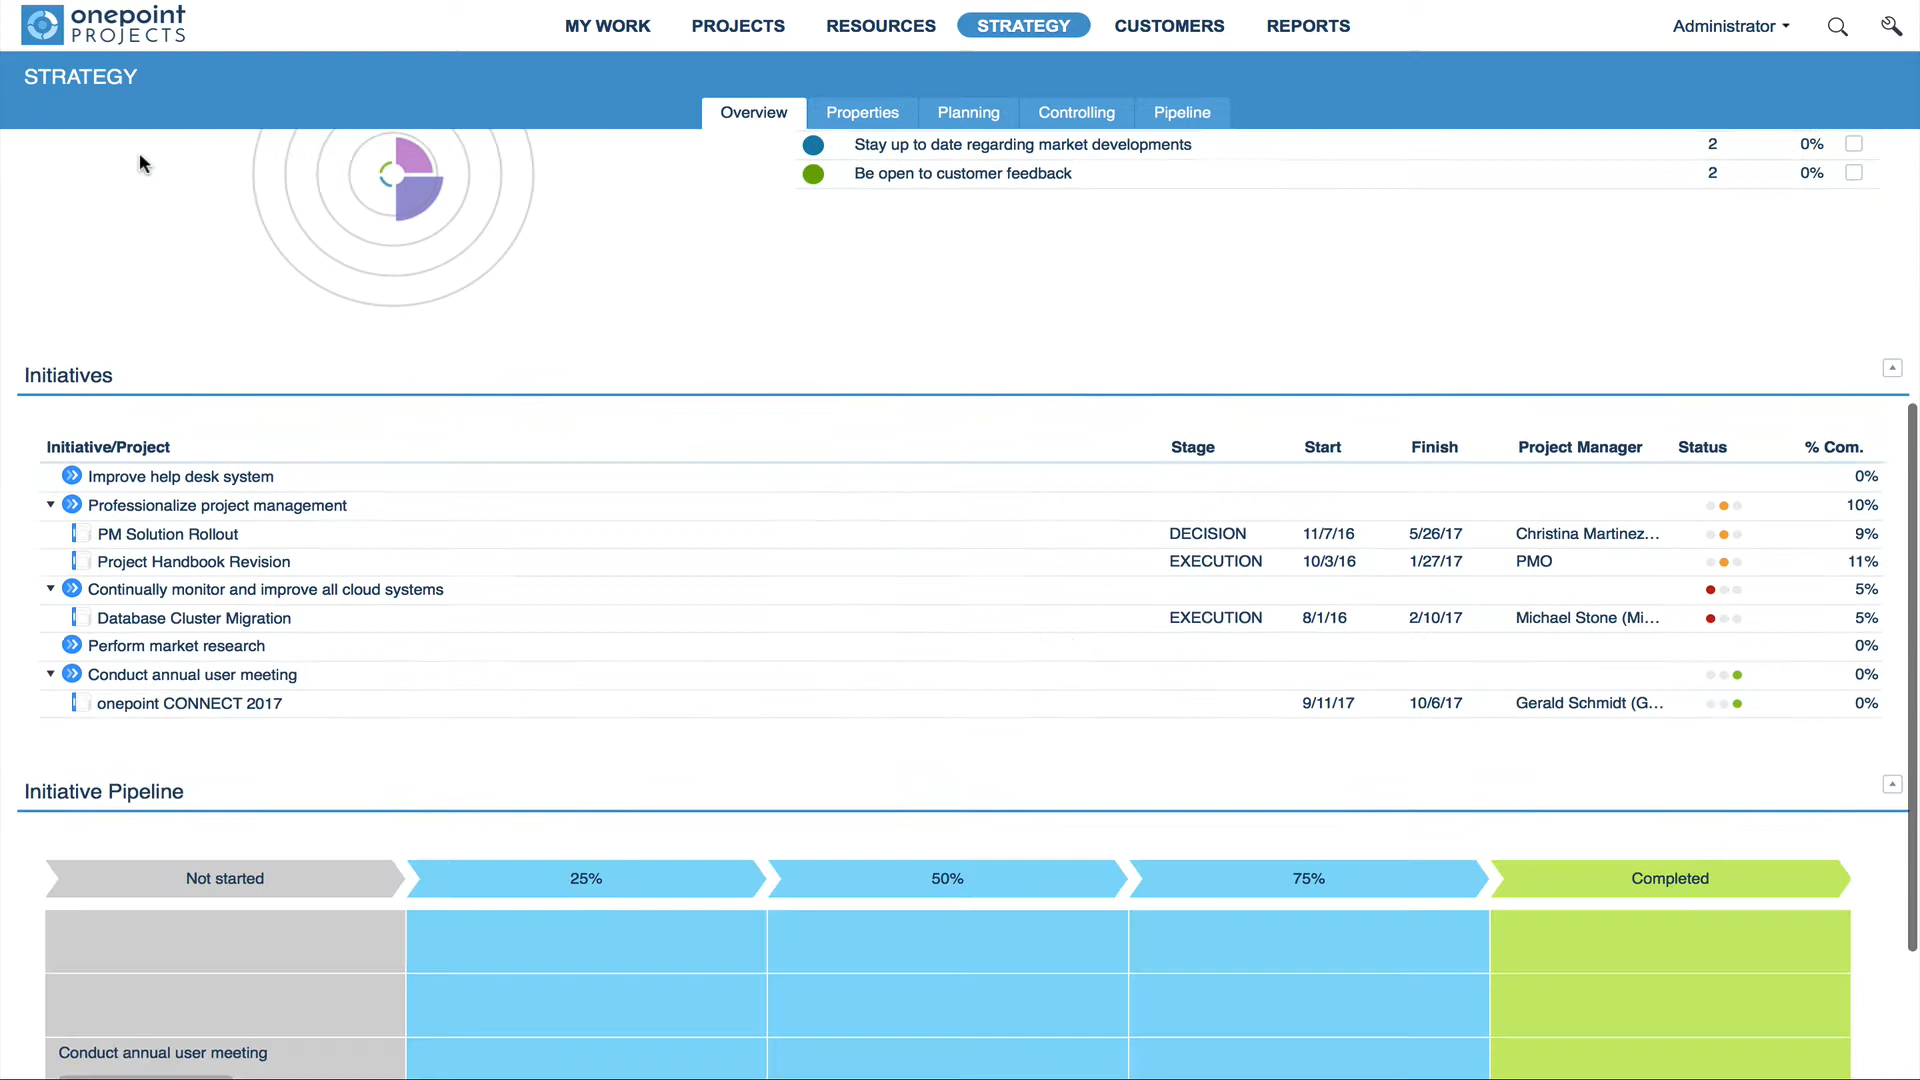 onepoint
PROJECTS
MY WORK PROJECTS RESOURCES STRATEGY CUSTOMERS REPORTS Administrator
STRATEGY
Overview Properties Planning Controlling Pipeline
Stay up to date regarding market developments 2 0%
Be open to customer feedback 2 0%
Initiatives
Initiative/Project Stage Start Finish Project Manager Status % Com.
Improve help desk system 0%
Professionalize project management 10%
PM Solution Rollout DECISION 11/7/16 5/26/17 Christina Martinez... 9%
Project Handbook Revision EXECUTION 10/3/16 1/27/17 PMO 11%
Continually monitor and improve all cloud systems 5%
Database Cluster Migration EXECUTION 8/1/16 2/10/17 Michael Stone (Mi... 5%
Perform market research 0%
Conduct annual user meeting 0%
onepoint CONNECT 2017 9/11/17 10/6/17 Gerald Schmidt (G... 0%
Initiative Pipeline
Not started 25% 50% 75% Completed
Conduct annual user meeting